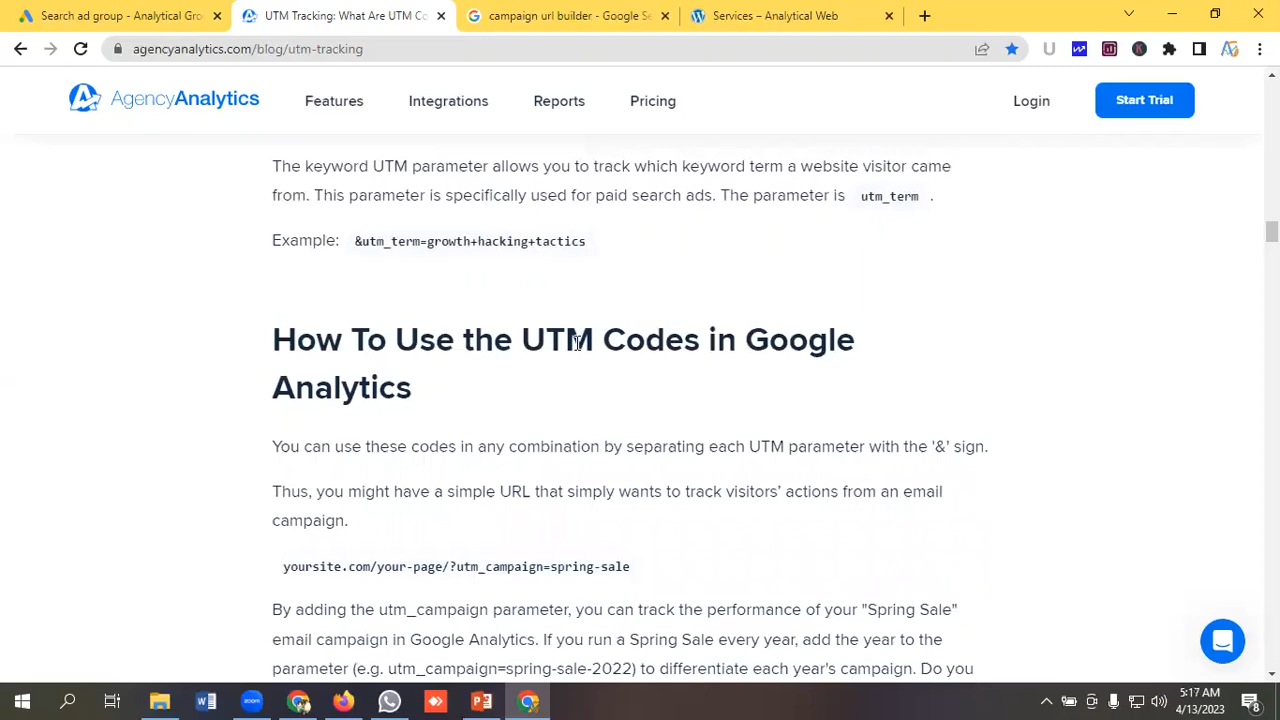 Search ad group - Analytical Gro
UTM Tracking: What Are UTM Co
campaign url builder - Google Se
Services – Analytical Web
agencyanalytics.com/blog/utm-tracking
AgencyAnalytics
Features
Integrations
Reports
Pricing
Login
Start Trial
The keyword UTM parameter allows you to track which keyword term a website visitor came
from. This parameter is specifically used for paid search ads. The parameter is utm_term .
Example: &utm_term=growth+hacking+tactics
How To Use the UTM Codes in Google
Analytics
You can use these codes in any combination by separating each UTM parameter with the '&' sign.
Thus, you might have a simple URL that simply wants to track visitors’ actions from an email
campaign.
yoursite.com/your-page/?utm_campaign=spring-sale
By adding the utm_campaign parameter, you can track the performance of your "Spring Sale"
email campaign in Google Analytics. If you run a Spring Sale every year, add the year to the
parameter (e.g. utm_campaign=spring-sale-2022) to differentiate each year's campaign. Do you
zoom
5:17 AM
4/13/2023
8